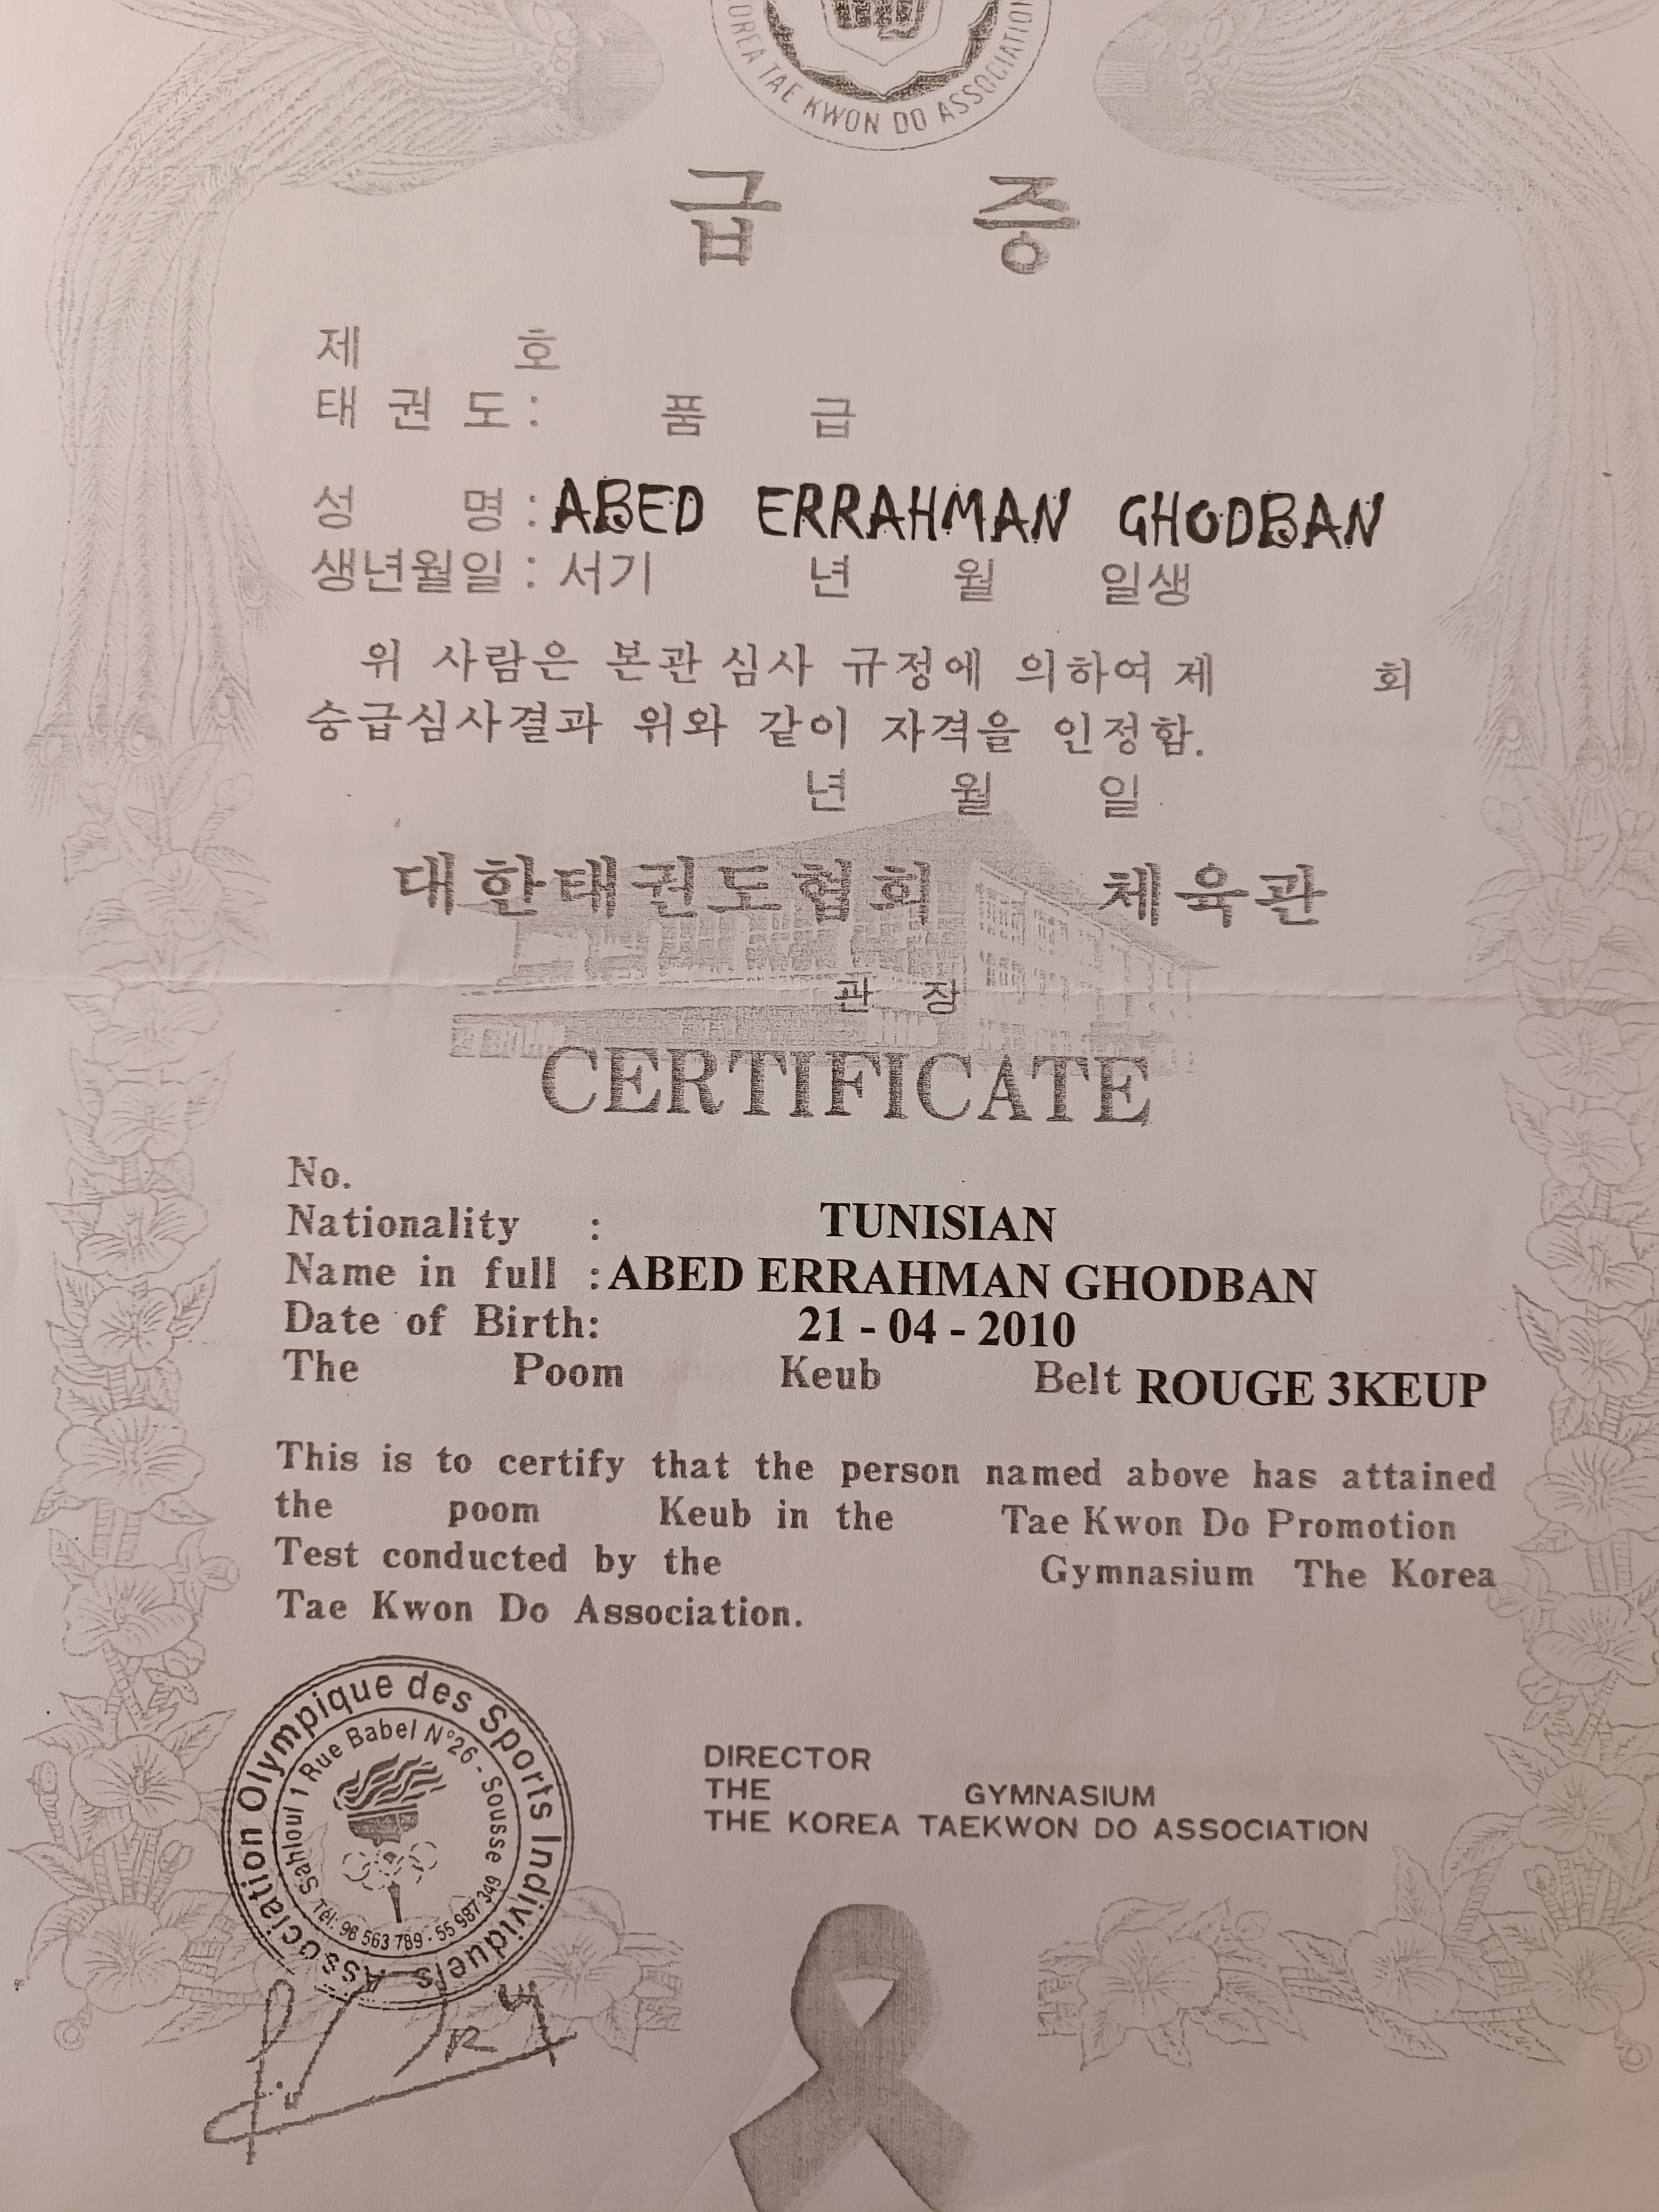 KOREA TAE KWON DO ASSOCIATION
급 증
제 호
태 권 도 : 품 급
성 명 : ABED ERRAHMAN GHODBAN
생년월일 : 서기 년 월 일생
위 사람은 본관 심사 규정에 의하여 제 회
승급심사결과 위와 같이 자격을 인정함.
년 월 일
대한태권도협회 체육관
관 장
CERTIFICATE
No.
Nationality : TUNISIAN
Name in full : ABED ERRAHMAN GHODBAN
Date of Birth: 21 - 04 - 2010
The Poom Keub Belt ROUGE 3KEUP
This is to certify that the person named above has attained
the poom Keub in the Tae Kwon Do Promotion
Test conducted by the Gymnasium The Korea
Tae Kwon Do Association.
Association Olympique des Sports Individuels
Sahloul 1 Rue Babel N°26 - Sousse
Tél: 98 563 789 - 55 987 349
DIRECTOR
THE GYMNASIUM
THE KOREA TAEKWON DO ASSOCIATION